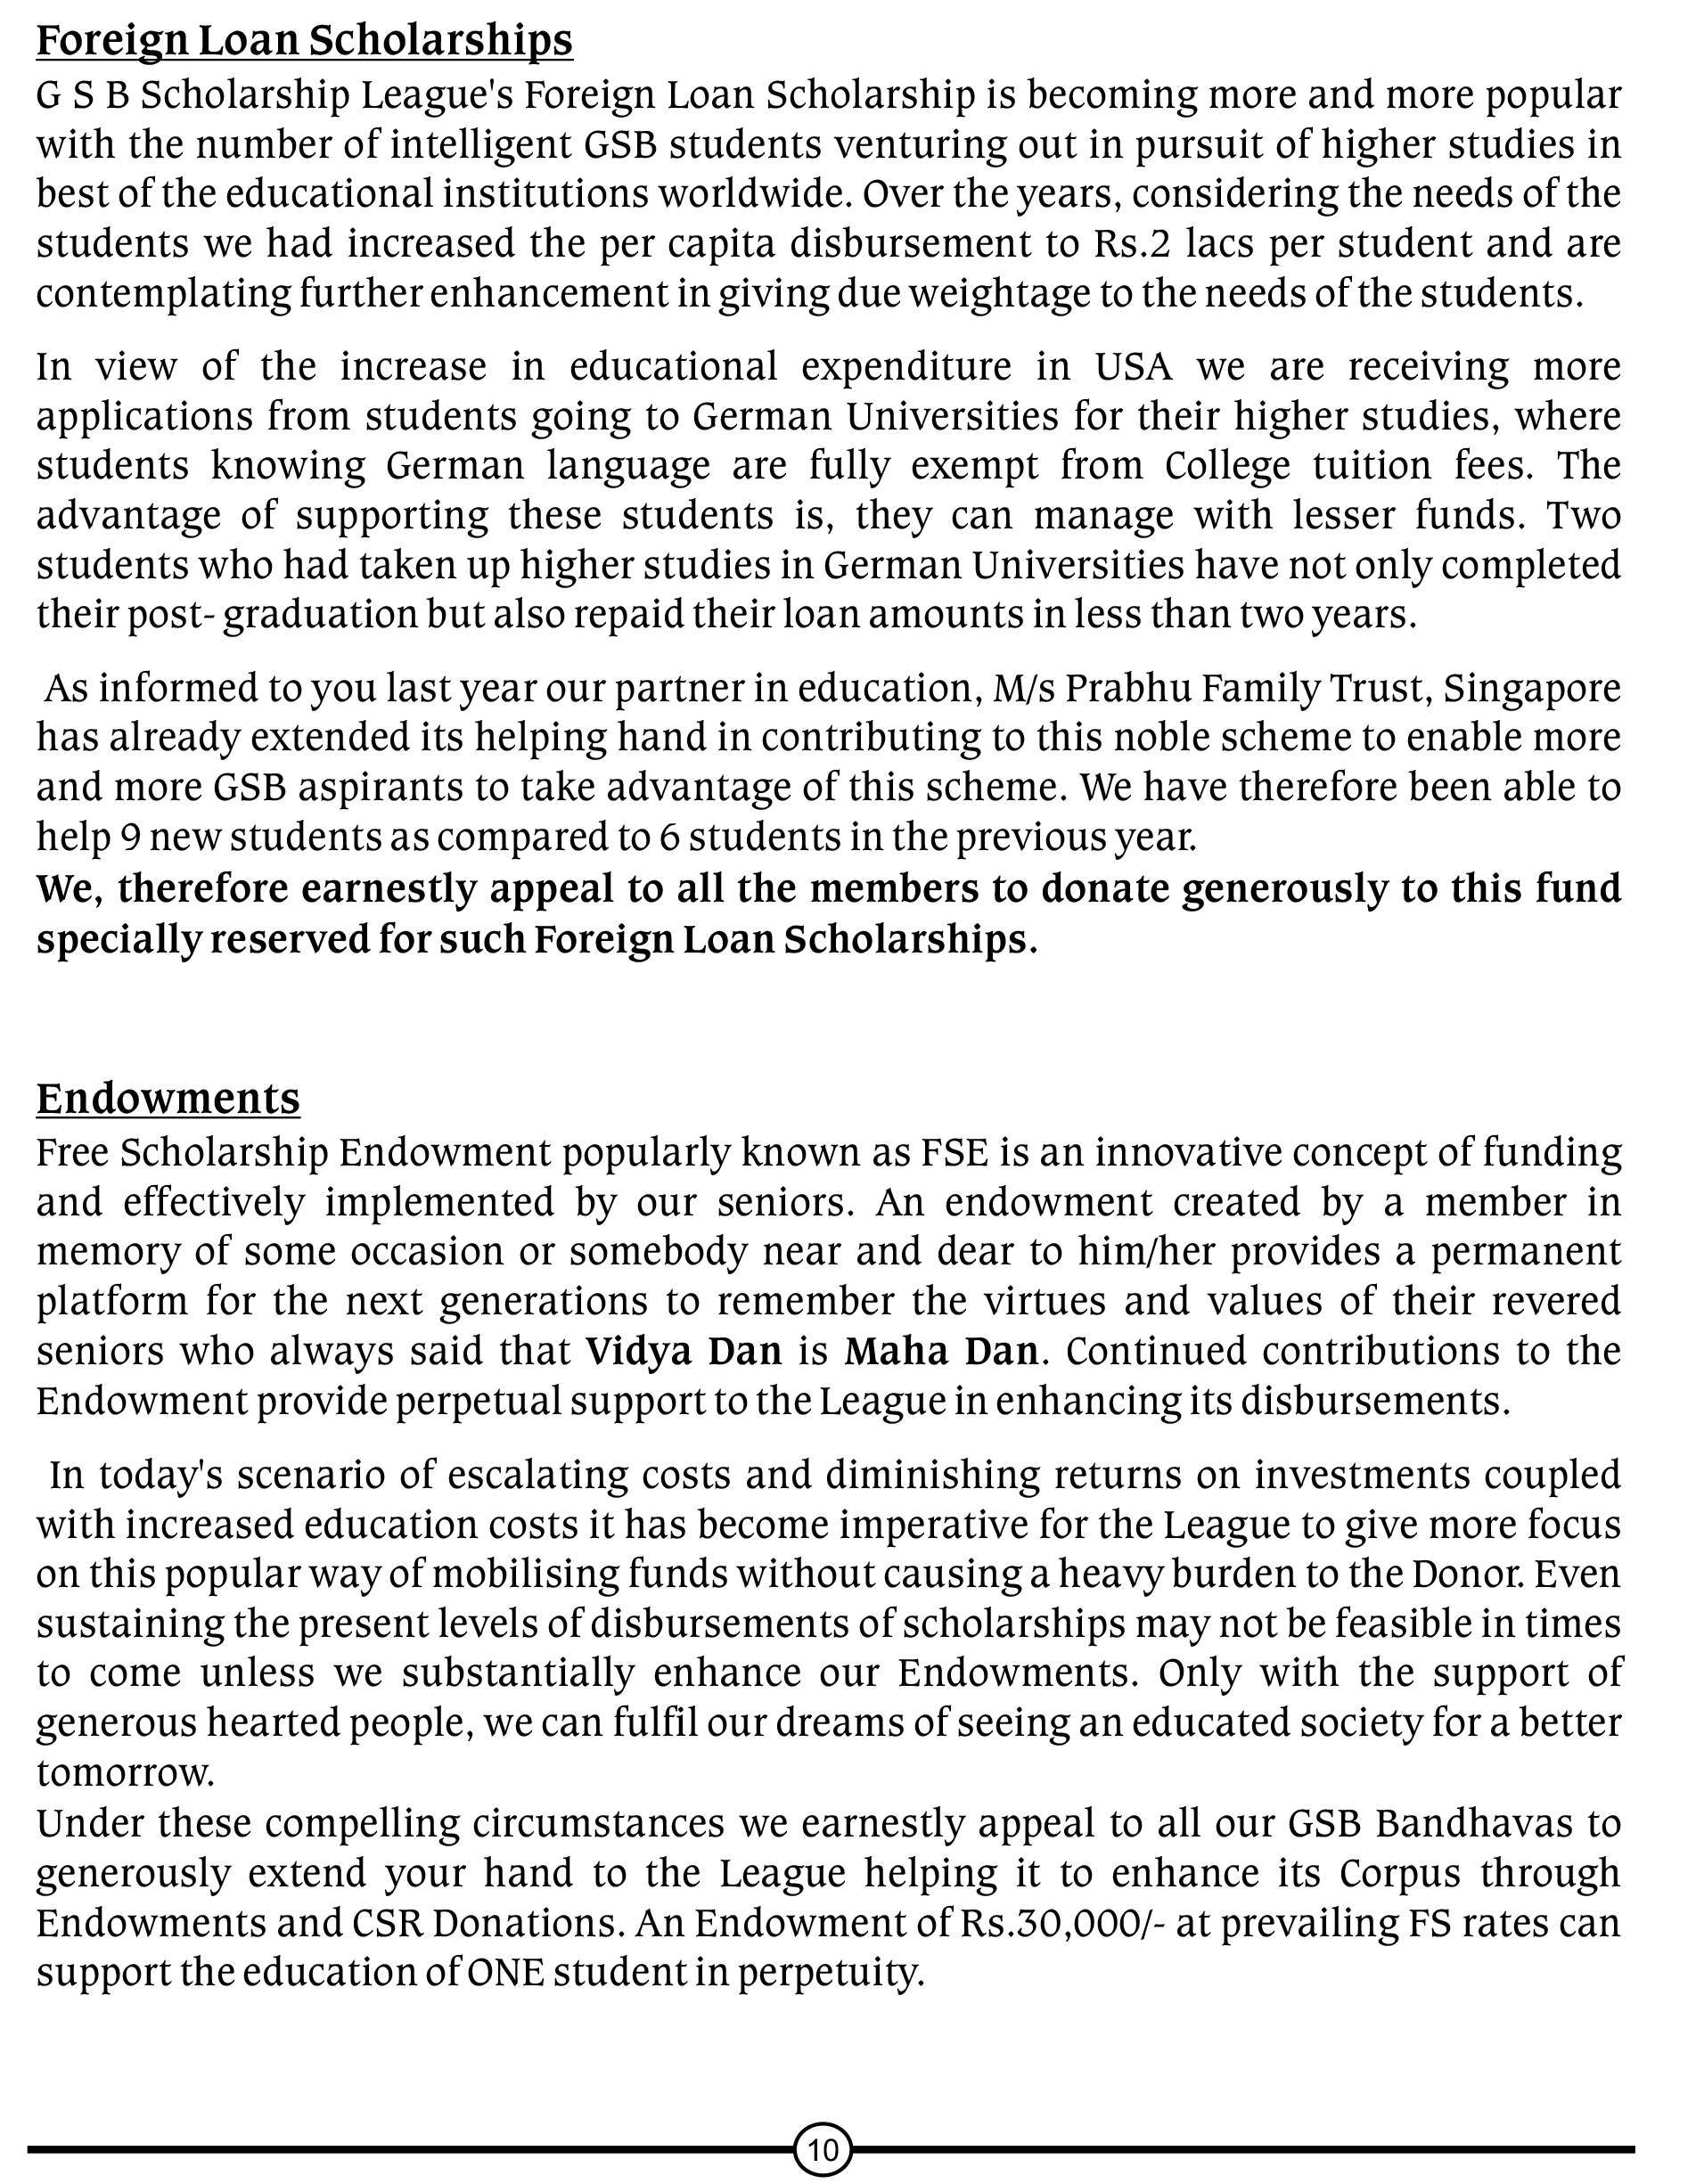 Foreign Loan Scholarships
G S B Scholarship League's Foreign Loan Scholarship is becoming more and more popular
with the number of intelligent GSB students venturing out in pursuit of higher studies in
best of the educational institutions worldwide. Over the years, considering the needs of the
students we had increased the per capita disbursement to Rs.2 lacs per student and are
contemplating further enhancement in giving due weightage to the needs of the students.
In view of the increase in educational expenditure in USA we are receiving more
applications from students going to German Universities for their higher studies, where
students knowing German language are fully exempt from College tuition fees. The
advantage of supporting these students is, they can manage with lesser funds. Two
students who had taken up higher studies in German Universities have not only completed
their post- graduation but also repaid their loan amounts in less than two years.
As informed to you last year our partner in education, M/s Prabhu Family Trust, Singapore
has already extended its helping hand in contributing to this noble scheme to enable more
and more GSB aspirants to take advantage of this scheme. We have therefore been able to
help 9 new students as compared to 6 students in the previous year.
We, therefore earnestly appeal to all the members to donate generously to this fund
specially reserved for such Foreign Loan Scholarships.
Endowments
Free Scholarship Endowment popularly known as FSE is an innovative concept of funding
and effectively implemented by our seniors. An endowment created by a member in
memory of some occasion or somebody near and dear to him/her provides a permanent
platform for the next generations to remember the virtues and values of their revered
seniors who always said that Vidya Dan is Maha Dan. Continued contributions to the
Endowment provide perpetual support to the League in enhancing its disbursements.
In today's scenario of escalating costs and diminishing returns on investments coupled
with increased education costs it has become imperative for the League to give more focus
on this popular way of mobilising funds without causing a heavy burden to the Donor. Even
sustaining the present levels of disbursements of scholarships may not be feasible in times
to come unless we substantially enhance our Endowments. Only with the support of
generous hearted people, we can fulfil our dreams of seeing an educated society for a better
tomorrow.
Under these compelling circumstances we earnestly appeal to all our GSB Bandhavas to
generously extend your hand to the League helping it to enhance its Corpus through
Endowments and CSR Donations. An Endowment of Rs.30,000/- at prevailing FS rates can
support the education of ONE student in perpetuity.
10